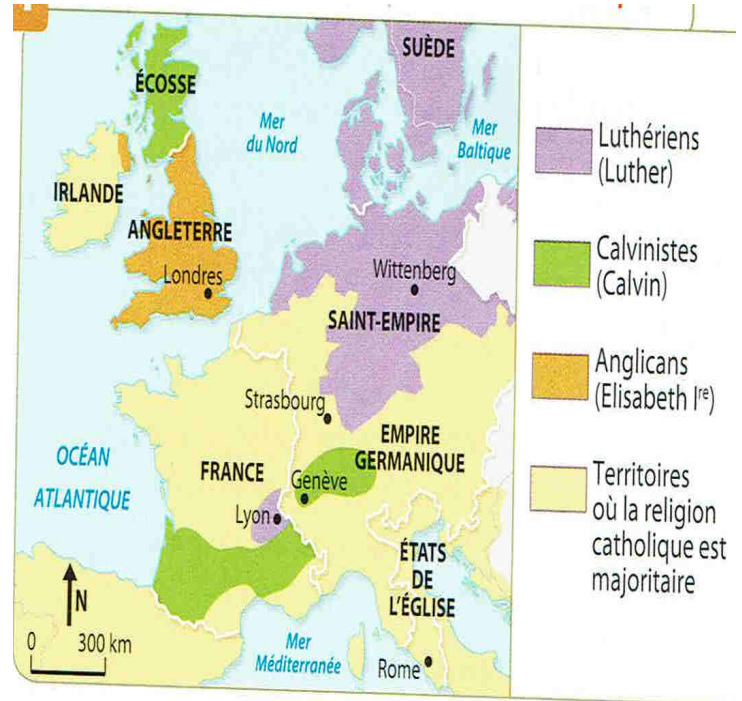 SUÈDE
ÉCOSSE
Mer
du Nord
Mer
Baltique
IRLANDE
ANGLETERRE
Londres
Wittenberg
SAINT-EMPIRE
Strasbourg
EMPIRE
GERMANIQUE
OCÉAN
ATLANTIQUE
FRANCE
Genève
Lyon
ÉTATS
DE
L'ÉGLISE
N
0 300 km
Mer
Méditerranée
Rome
Luthériens
(Luther)
Calvinistes
(Calvin)
Anglicans
(Elisabeth Iʳᵉ)
Territoires
où la religion
catholique est
majoritaire